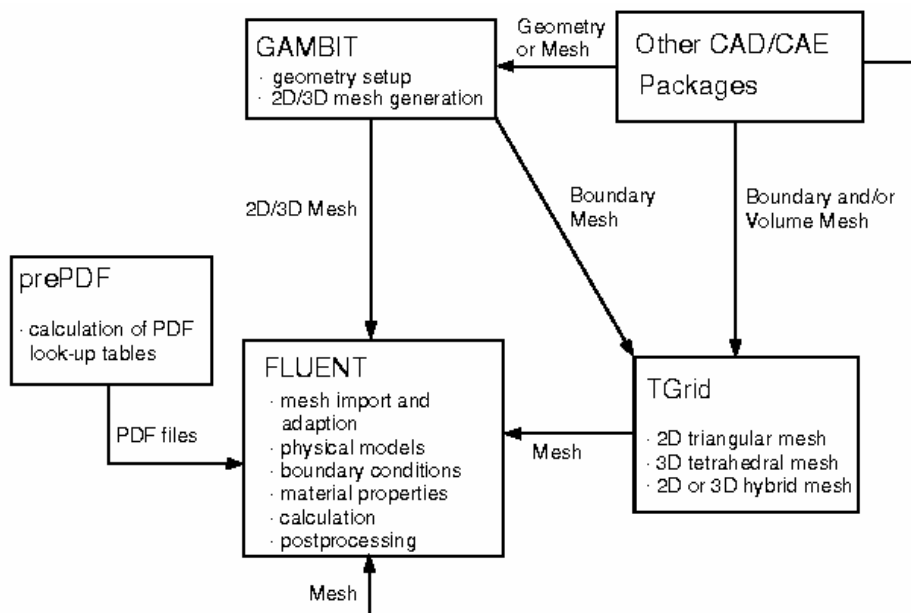 GAMBIT
· geometry setup
· 2D/3D mesh generation
Geometry
or Mesh
Other CAD/CAE
Packages
2D/3D Mesh
Boundary
Mesh
Boundary and/or
Volume Mesh
prePDF
· calculation of PDF
look-up tables
PDF files
FLUENT
· mesh import and
adaption
· physical models
· boundary conditions
· material properties
· calculation
· postprocessing
Mesh
TGrid
· 2D triangular mesh
· 3D tetrahedral mesh
· 2D or 3D hybrid mesh
Mesh